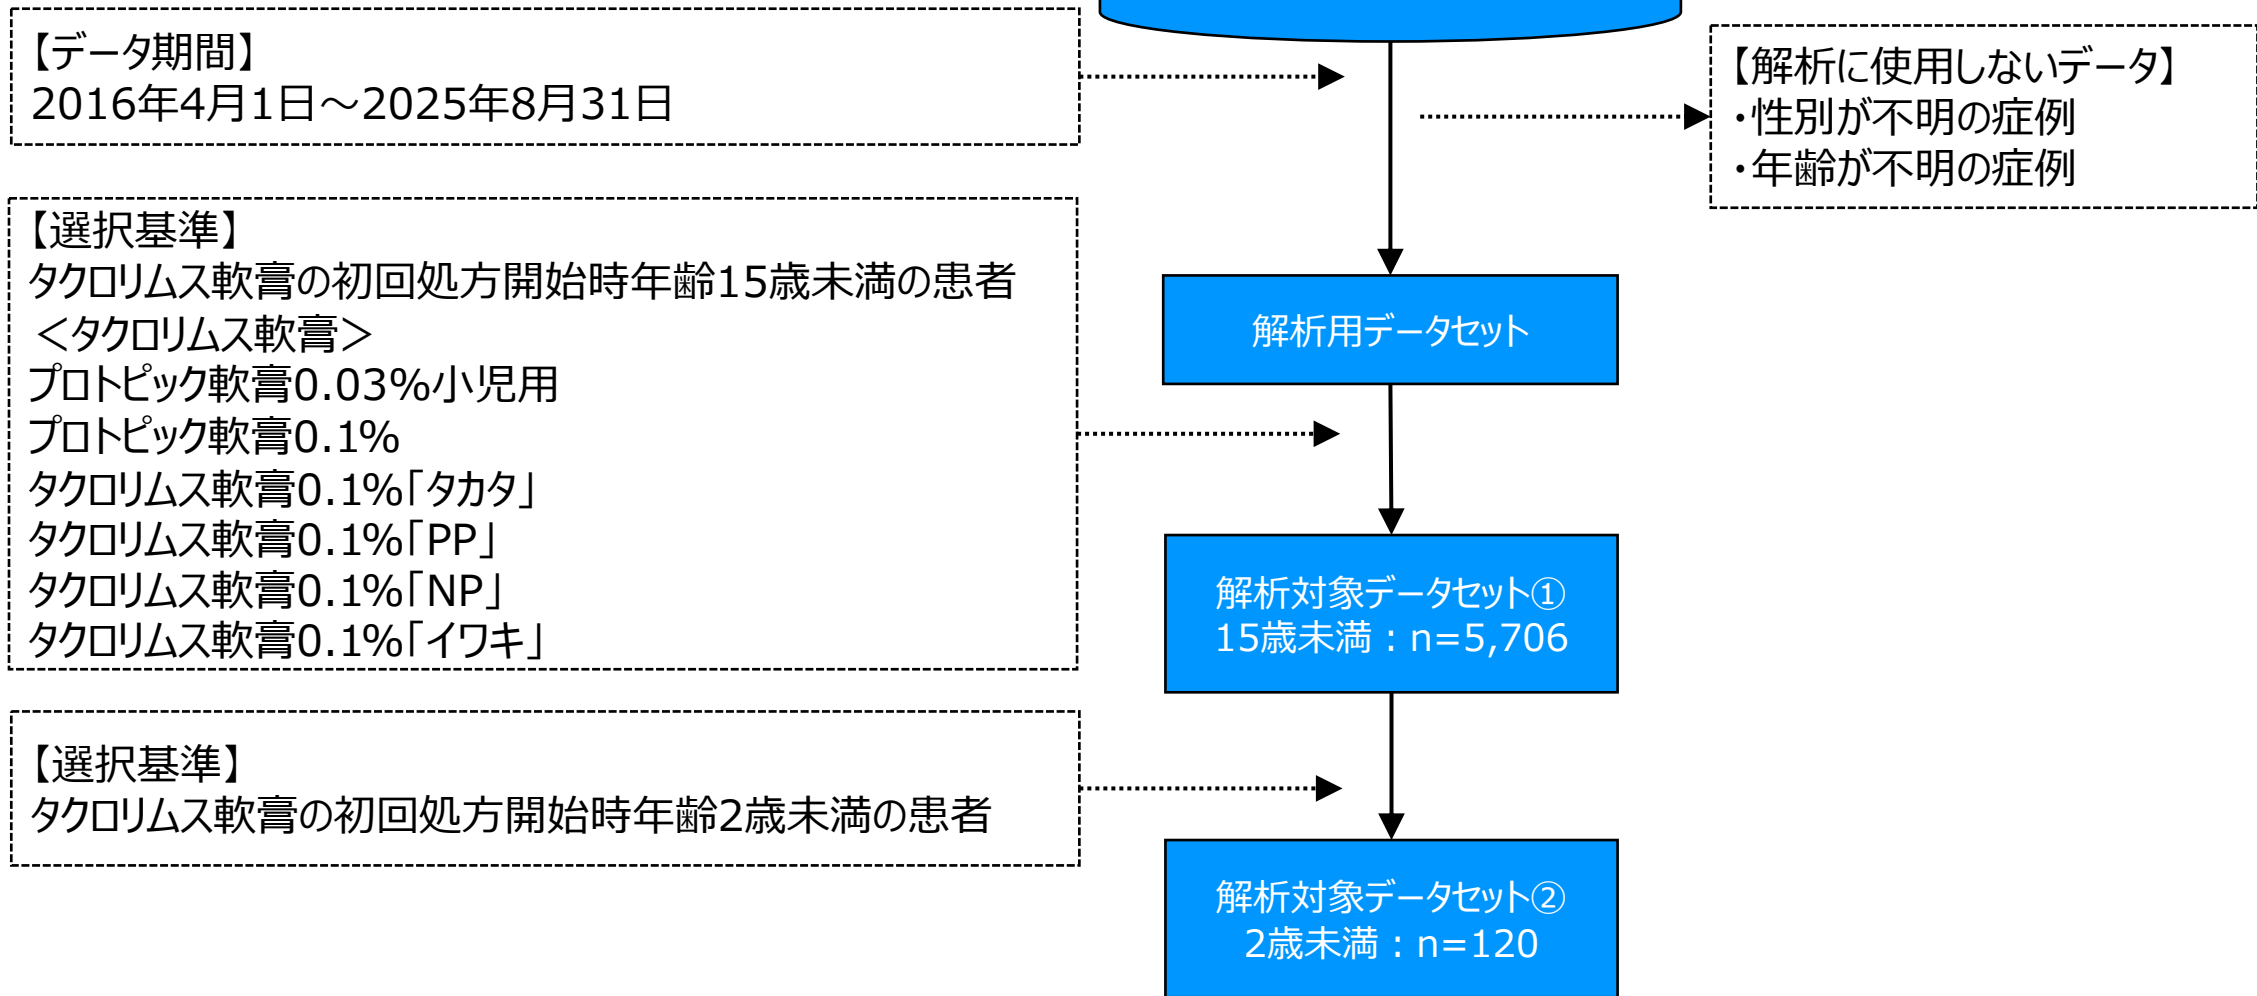 【データ期間】
2016年4月1日～2025年8月31日
【解析に使用しないデータ】
・性別が不明の症例
・年齢が不明の症例
【選択基準】
タクロリムス軟膏の初回処方開始時年齢15歳未満の患者
＜タクロリムス軟膏＞
プロトピック軟膏0.03%小児用
プロトピック軟膏0.1%
タクロリムス軟膏0.1%「タカタ」
タクロリムス軟膏0.1%「PP」
タクロリムス軟膏0.1%「NP」
タクロリムス軟膏0.1%「イワキ」
解析用データセット
解析対象データセット①
15歳未満：n=5,706
【選択基準】
タクロリムス軟膏の初回処方開始時年齢2歳未満の患者
解析対象データセット②
2歳未満：n=120